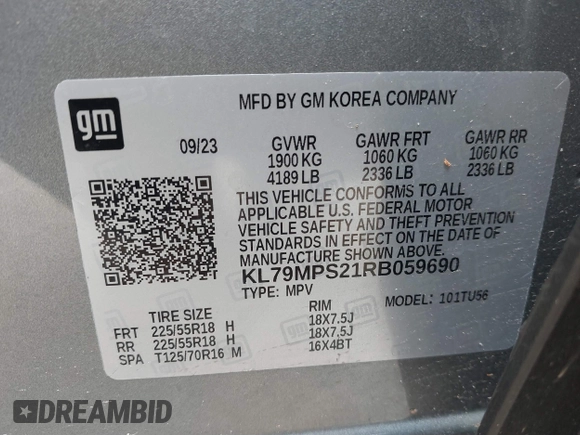 gm
MFD BY GM KOREA COMPANY
09/23 GVWR GAWR FRT GAWR RR
1900 KG 1060 KG 1060 KG
4189 LB 2336 LB 2336 LB
THIS VEHICLE CONFORMS TO ALL
APPLICABLE U.S. FEDERAL MOTOR
VEHICLE SAFETY AND THEFT PREVENTION
STANDARDS IN EFFECT ON THE DATE OF
MANUFACTURE SHOWN ABOVE.
KL79MPS21RB059690
TYPE: MPV MODEL: 101TU56
TIRE SIZE RIM
FRT 225/55R18 H 18X7.5J
RR 225/55R18 H 18X7.5J
SPA T125/70R16 M 16X4BT
DREAMBID